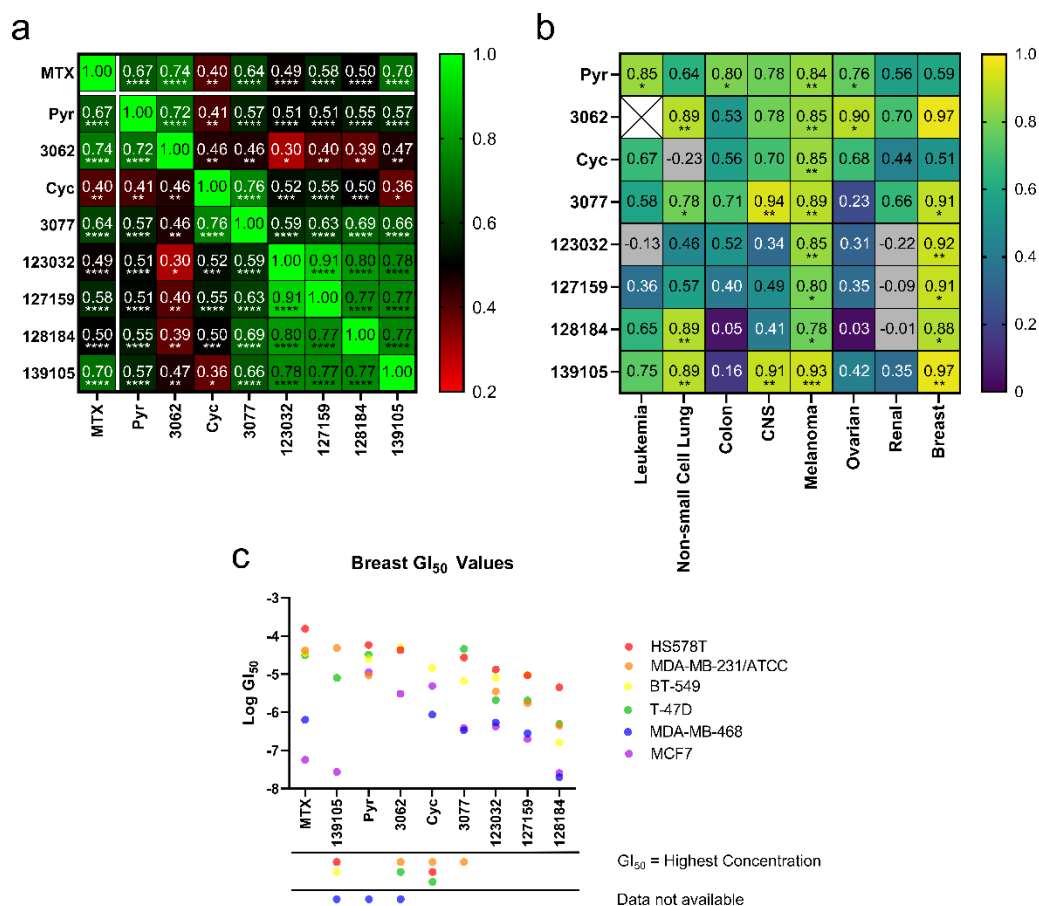 a
MTX 1.00 0.67 **** 0.74 **** 0.40 ** 0.64 **** 0.49 **** 0.58 **** 0.50 **** 0.70 ****
Pyr 0.67 **** 1.00 0.72 **** 0.41 ** 0.57 **** 0.51 **** 0.51 **** 0.55 **** 0.57 ****
3062 0.74 **** 0.72 **** 1.00 0.46 ** 0.46 ** 0.30 * 0.40 ** 0.39 ** 0.47 **
Cyc 0.40 ** 0.41 ** 0.46 ** 1.00 0.76 **** 0.52 *** 0.55 **** 0.50 *** 0.36 *
3077 0.64 **** 0.57 **** 0.46 ** 0.76 **** 1.00 0.59 **** 0.63 **** 0.69 **** 0.66 ****
123032 0.49 **** 0.51 **** 0.30 * 0.52 *** 0.59 **** 1.00 0.91 **** 0.80 **** 0.78 ****
127159 0.58 **** 0.51 **** 0.40 ** 0.55 **** 0.63 **** 0.91 **** 1.00 0.77 **** 0.77 ****
128184 0.50 **** 0.55 **** 0.39 ** 0.50 *** 0.69 **** 0.80 **** 0.77 **** 1.00 0.77 ****
139105 0.70 **** 0.57 **** 0.47 ** 0.36 * 0.66 **** 0.78 **** 0.77 **** 0.77 **** 1.00
MTX Pyr 3062 Cyc 3077 123032 127159 128184 139105
1.0
0.8
0.6
0.4
0.2
b
Pyr 0.85 * 0.64 0.80 * 0.78 0.84 ** 0.76 * 0.56 0.59
3062 0.89 ** 0.53 0.78 0.85 ** 0.90 * 0.70 0.97
Cyc 0.67 -0.23 0.56 0.70 0.85 ** 0.68 0.44 0.51
3077 0.58 0.78 * 0.71 0.94 ** 0.89 ** 0.23 0.66 0.91 *
123032 -0.13 0.46 0.52 0.34 0.85 ** 0.31 -0.22 0.92 **
127159 0.36 0.57 0.40 0.49 0.80 * 0.35 -0.09 0.91 *
128184 0.65 0.89 ** 0.05 0.41 0.78 * 0.03 -0.01 0.88 *
139105 0.75 0.89 ** 0.16 0.91 ** 0.93 *** 0.42 0.35 0.97 **
Leukemia Non-small Cell Lung Colon CNS Melanoma Ovarian Renal Breast
1.0
0.8
0.6
0.4
0.2
0
c
Breast GI50 Values
Log GI50
-3
-4
-5
-6
-7
-8
MTX 139105 Pyr 3062 Cyc 3077 123032 127159 128184
HS578T
MDA-MB-231/ATCC
BT-549
T-47D
MDA-MB-468
MCF7
GI50 = Highest Concentration
Data not available